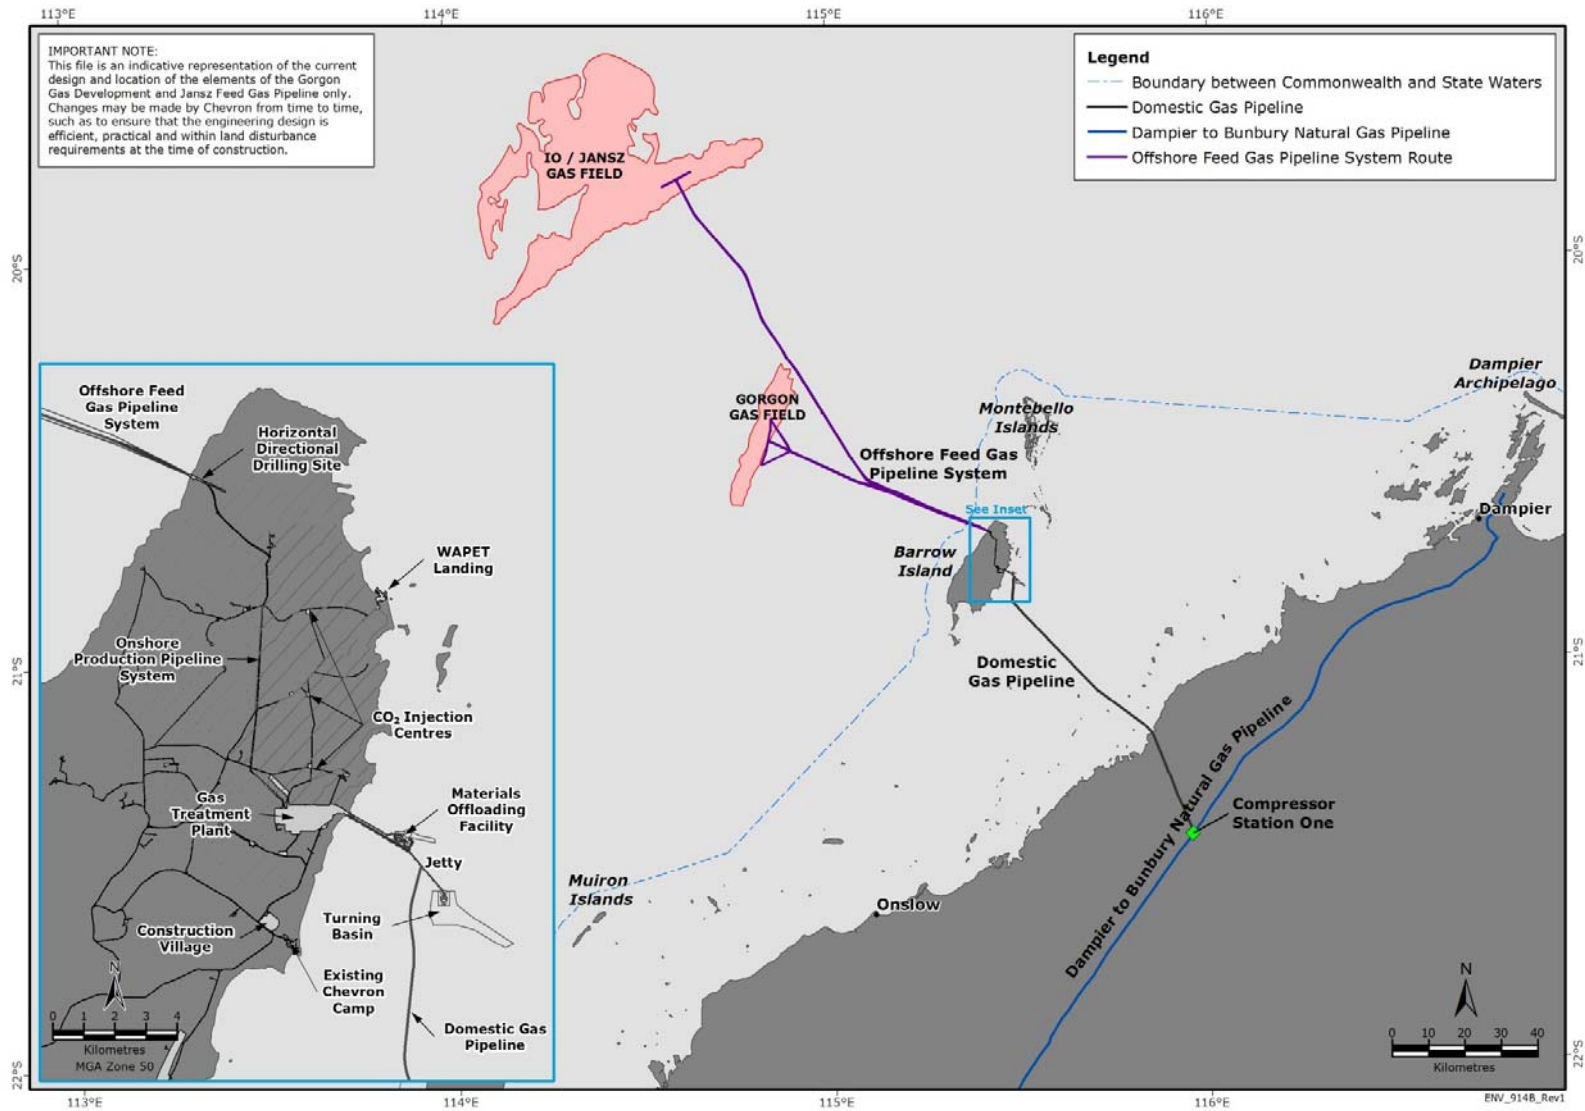 113°E
114°E
115°E
116°E
IMPORTANT NOTE:
This file is an indicative representation of the current
design and location of the elements of the Gorgon
Gas Development and Jansz Feed Gas Pipeline only.
Changes may be made by Chevron from time to time,
such as to ensure that the engineering design is
efficient, practical and within land disturbance
requirements at the time of construction.
Legend
Boundary between Commonwealth and State Waters
Domestic Gas Pipeline
Dampier to Bunbury Natural Gas Pipeline
Offshore Feed Gas Pipeline System Route
IO / JANSZ
GAS FIELD
20°S
20°S
GORGON
GAS FIELD
Offshore Feed Gas
Pipeline System
Montebello
Islands
Dampier
Archipelago
See Inset
Dampier
Barrow
Island
Domestic
Gas Pipeline
21°S
21°S
Dampier to Bunbury Natural Gas Pipeline
Compressor
Station One
Muiron
Islands
Onslow
Offshore Feed
Gas Pipeline
System
Horizontal
Directional
Drilling Site
WAPET
Landing
Onshore
Production Pipeline
System
CO₂ Injection
Centres
Gas
Treatment
Plant
Materials
Offloading
Facility
Jetty
Turning
Basin
Construction
Village
Existing
Chevron
Camp
Domestic Gas
Pipeline
N
0 1 2 3 4
Kilometres
MGA Zone 50
N
0 10 20 30 40
Kilometres
22°S
22°S
113°E
114°E
115°E
116°E
ENV_914B_Rev1